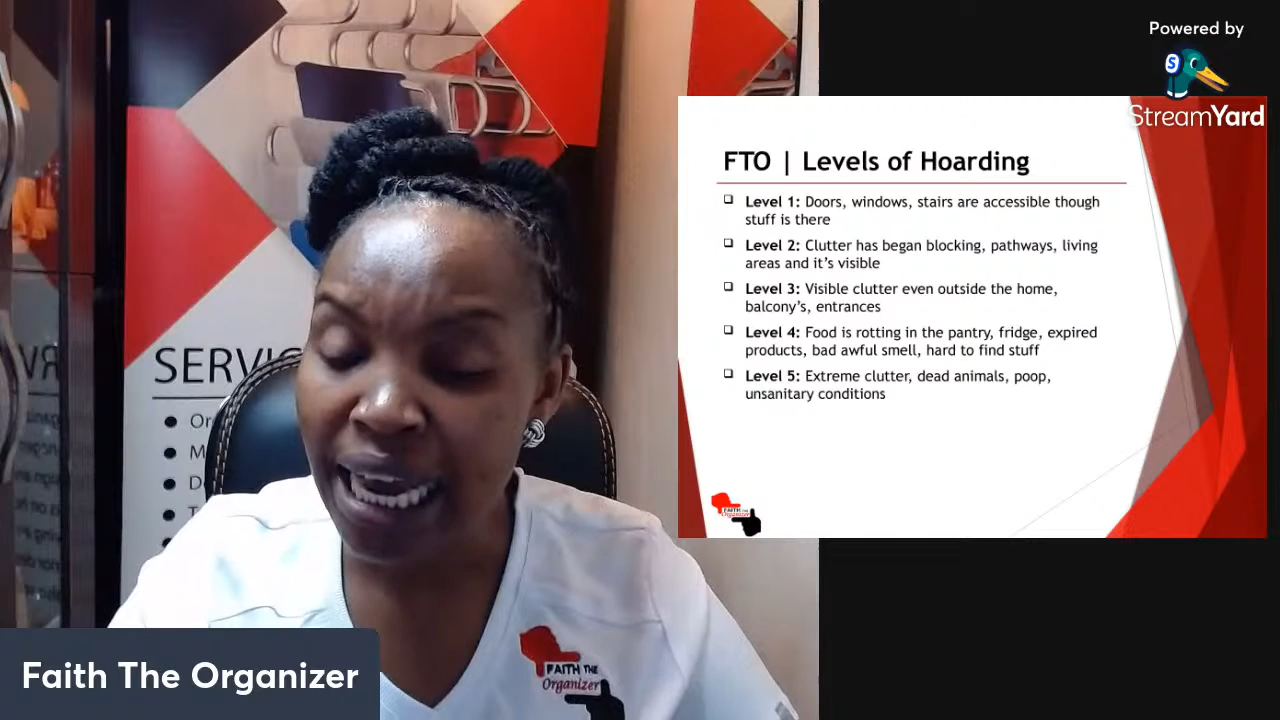 Powered by
StreamYard
FTO | Levels of Hoarding
Level 1: Doors, windows, stairs are accessible though
stuff is there
Level 2: Clutter has began blocking, pathways, living
areas and it's visible
Level 3: Visible clutter even outside the home,
balcony's, entrances
Level 4: Food is rotting in the pantry, fridge, expired
products, bad awful smell, hard to find stuff
Level 5: Extreme clutter, dead animals, poop,
unsanitary conditions
FAITH THE
Organizer
FAITH THE
Organizer
Faith The Organizer